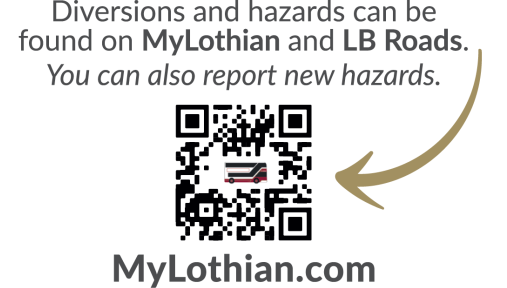 Diversions and hazards can be
found on MyLothian and LB Roads.
You can also report new hazards.
MyLothian.com